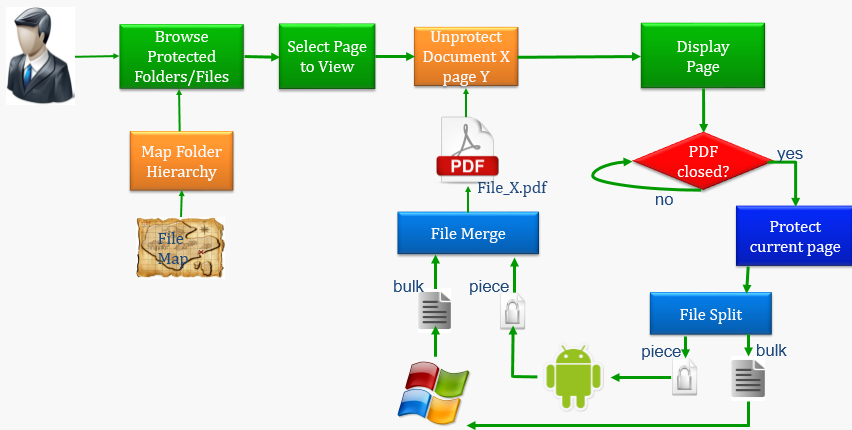 Browse
Protected
Folders/Files
Select Page
to View
Unprotect
Document X
page Y
Display
Page
PDF
closed?
yes
no
Map Folder
Hierarchy
File
Map
PDF
File_X.pdf
File Merge
Protect
current page
bulk
piece
File Split
piece
bulk